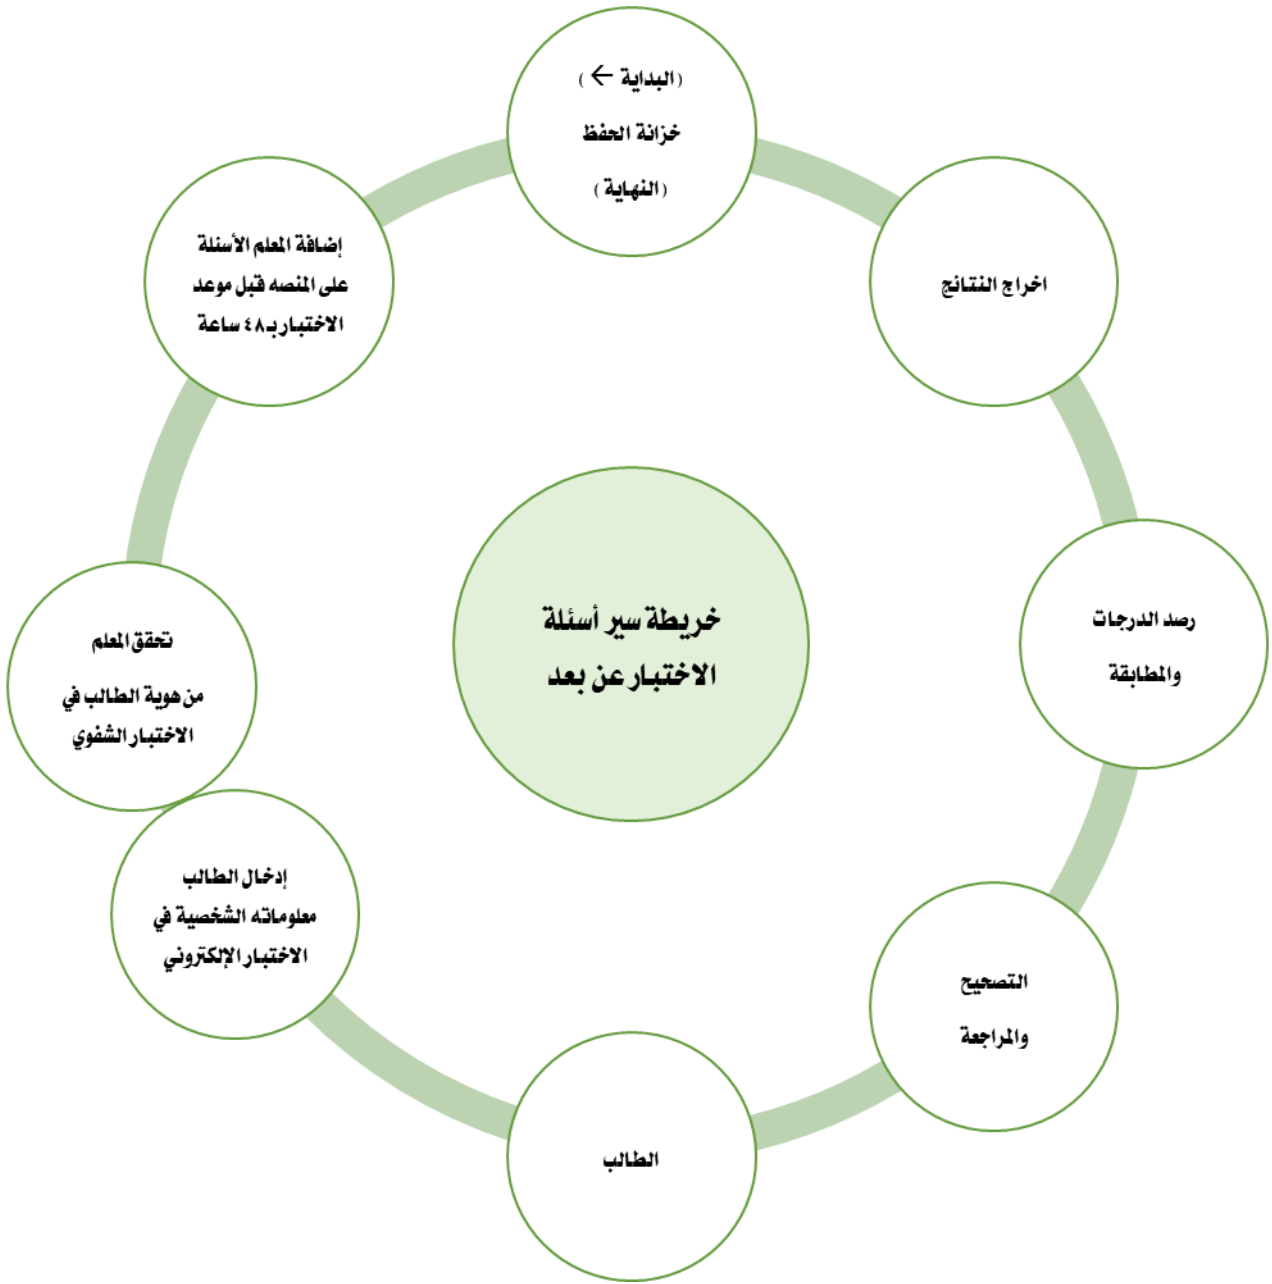 (البداية ←)
خزانة الحفظ
(النهاية)
إضافة المعلم الأسئلة
على المنصه قبل موعد
الاختبار بـ ٤٨ ساعة
تحقق المعلم
من هوية الطالب في
الاختبار الشفوي
إدخال الطالب
معلوماته الشخصية في
الاختبار الإلكتروني
الطالب
التصحيح
والمراجعة
رصد الدرجات
والمطابقة
اخراج النتائج
خريطة سير أسئلة
الاختبار عن بعد